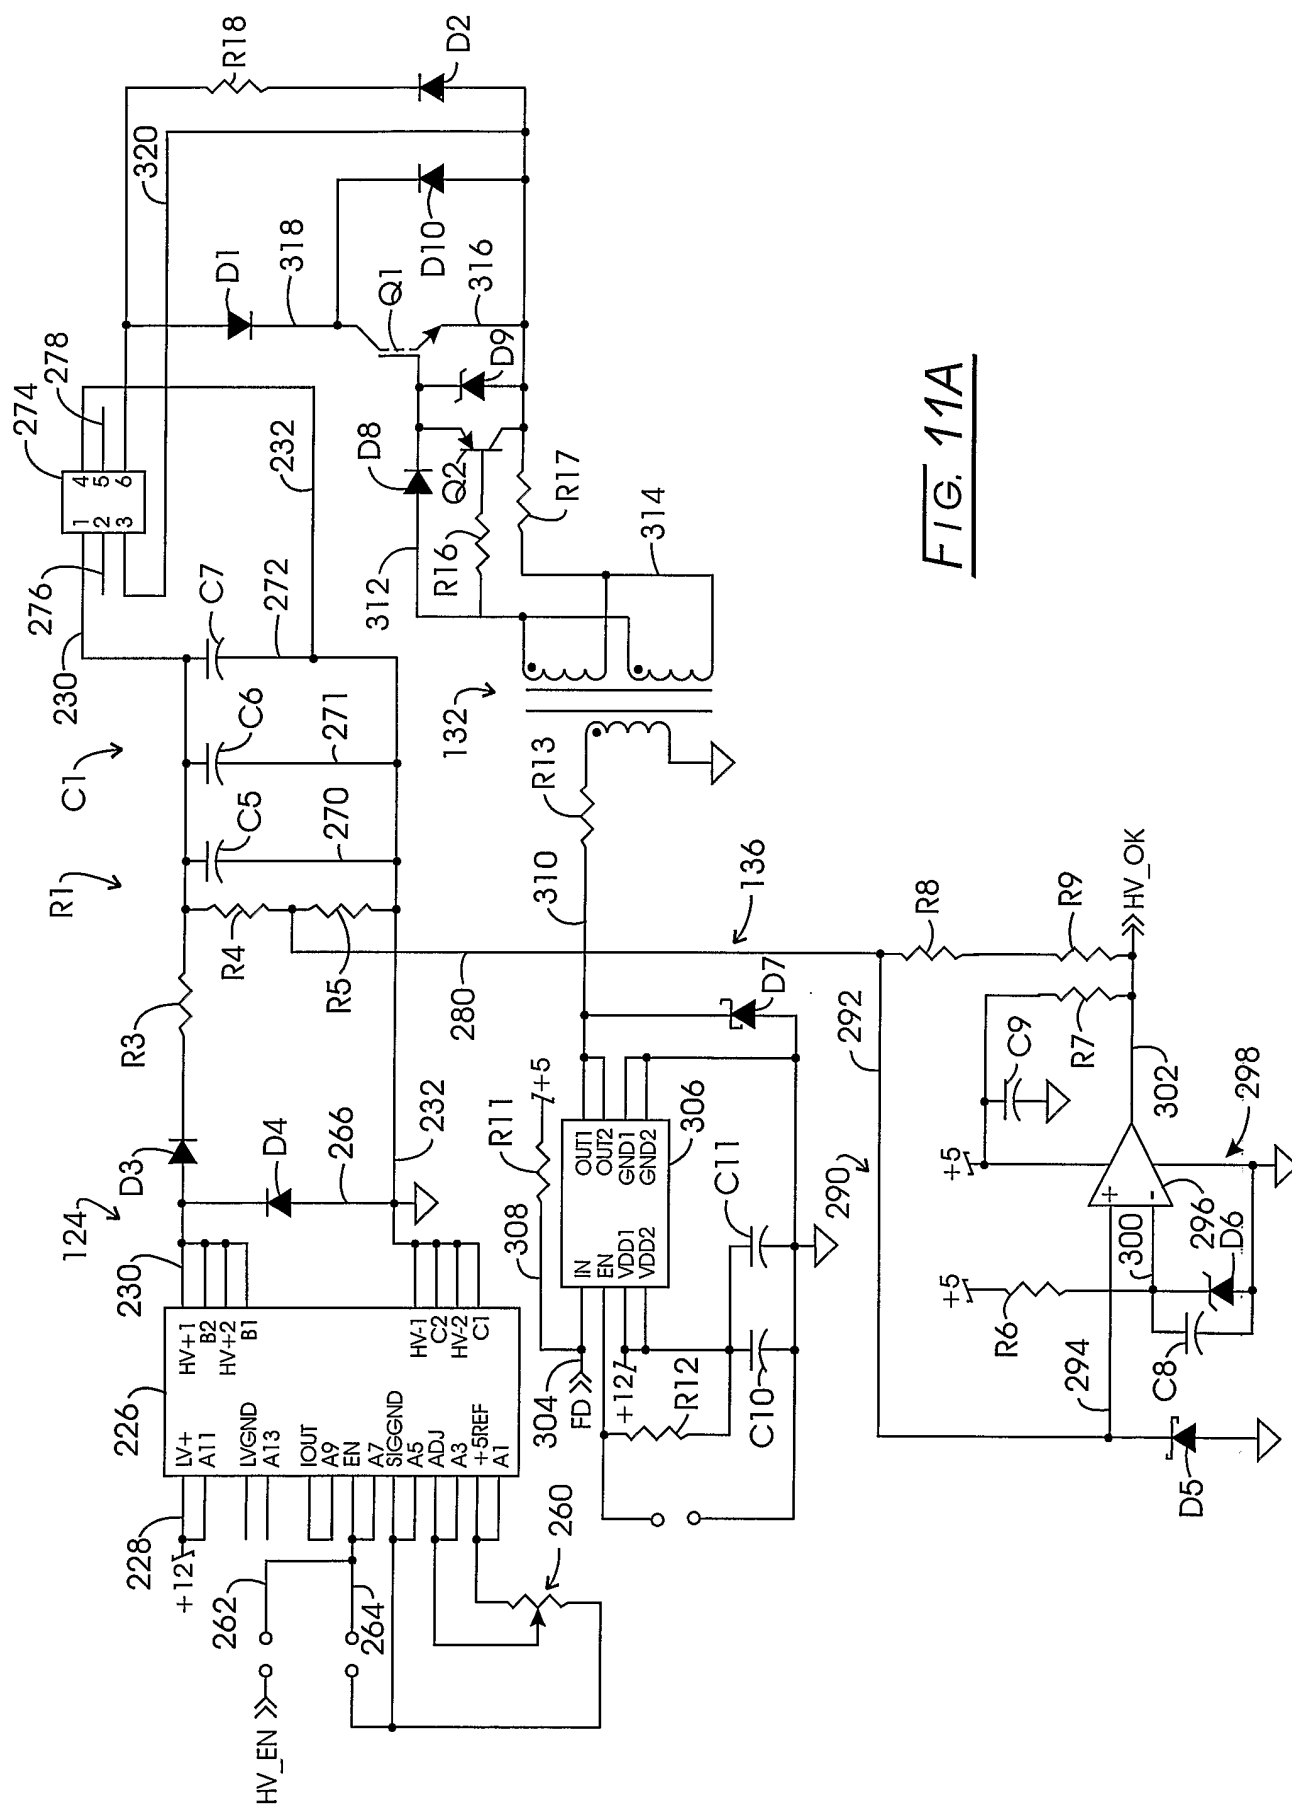 R18
D2
320
D1
318
D10
Q1
316
274
278
1 4
2 5
3 6
276
230
C7
272
232
D8
D9
Q2
R17
312
R16
314
C1
C6
271
132
R1
C5
270
R13
310
136
R4
R5
280
R3
R8
R9
HV_OK
D7
292
R7
C9
302
298
124
D3
D4
266
232
R11
+5
308
OUT1
OUT2
GND1
GND2
306
IN
EN
VDD1
VDD2
C11
290
+5
296
300
D6
+
-
230
HV+1
B2
HV+2
B1
HV-1
C2
HV-2
C1
226
304
FD
+12
R12
C10
+5
R6
294
C8
D5
LV+
A11
LVGND
A13
IOUT
A9
EN
A7
SIGGND
A5
ADJ
A3
+5REF
A1
228
+12
262
264
260
HV_EN
FIG. 11A